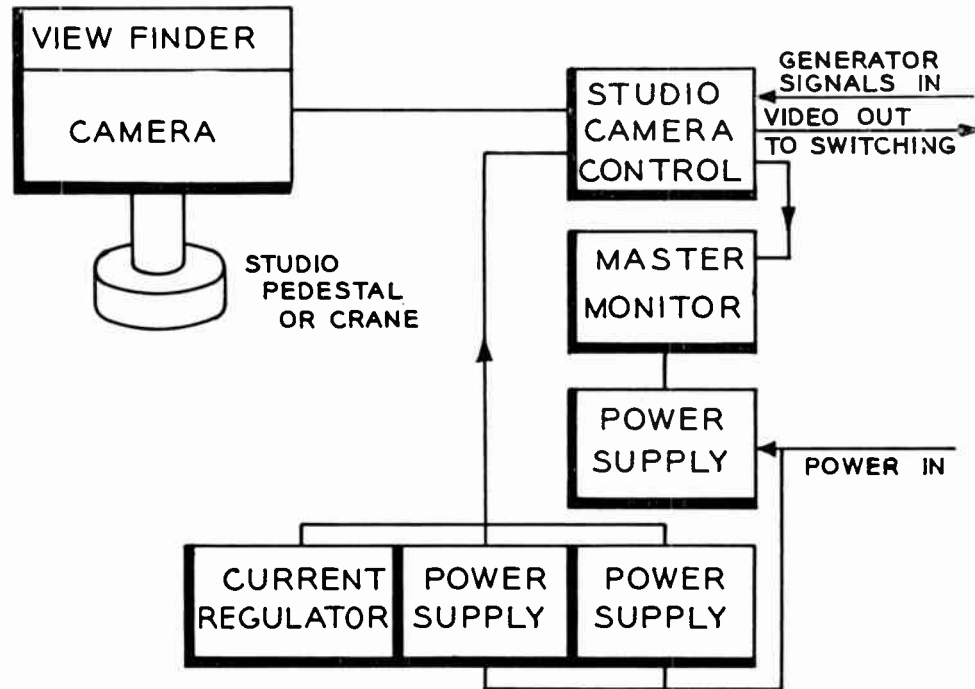 VIEW FINDER
CAMERA
STUDIO
PEDESTAL
OR CRANE
STUDIO
CAMERA
CONTROL
GENERATOR
SIGNALS IN
VIDEO OUT
TO SWITCHING
MASTER
MONITOR
POWER
SUPPLY
POWER IN
CURRENT
REGULATOR
POWER
SUPPLY
POWER
SUPPLY